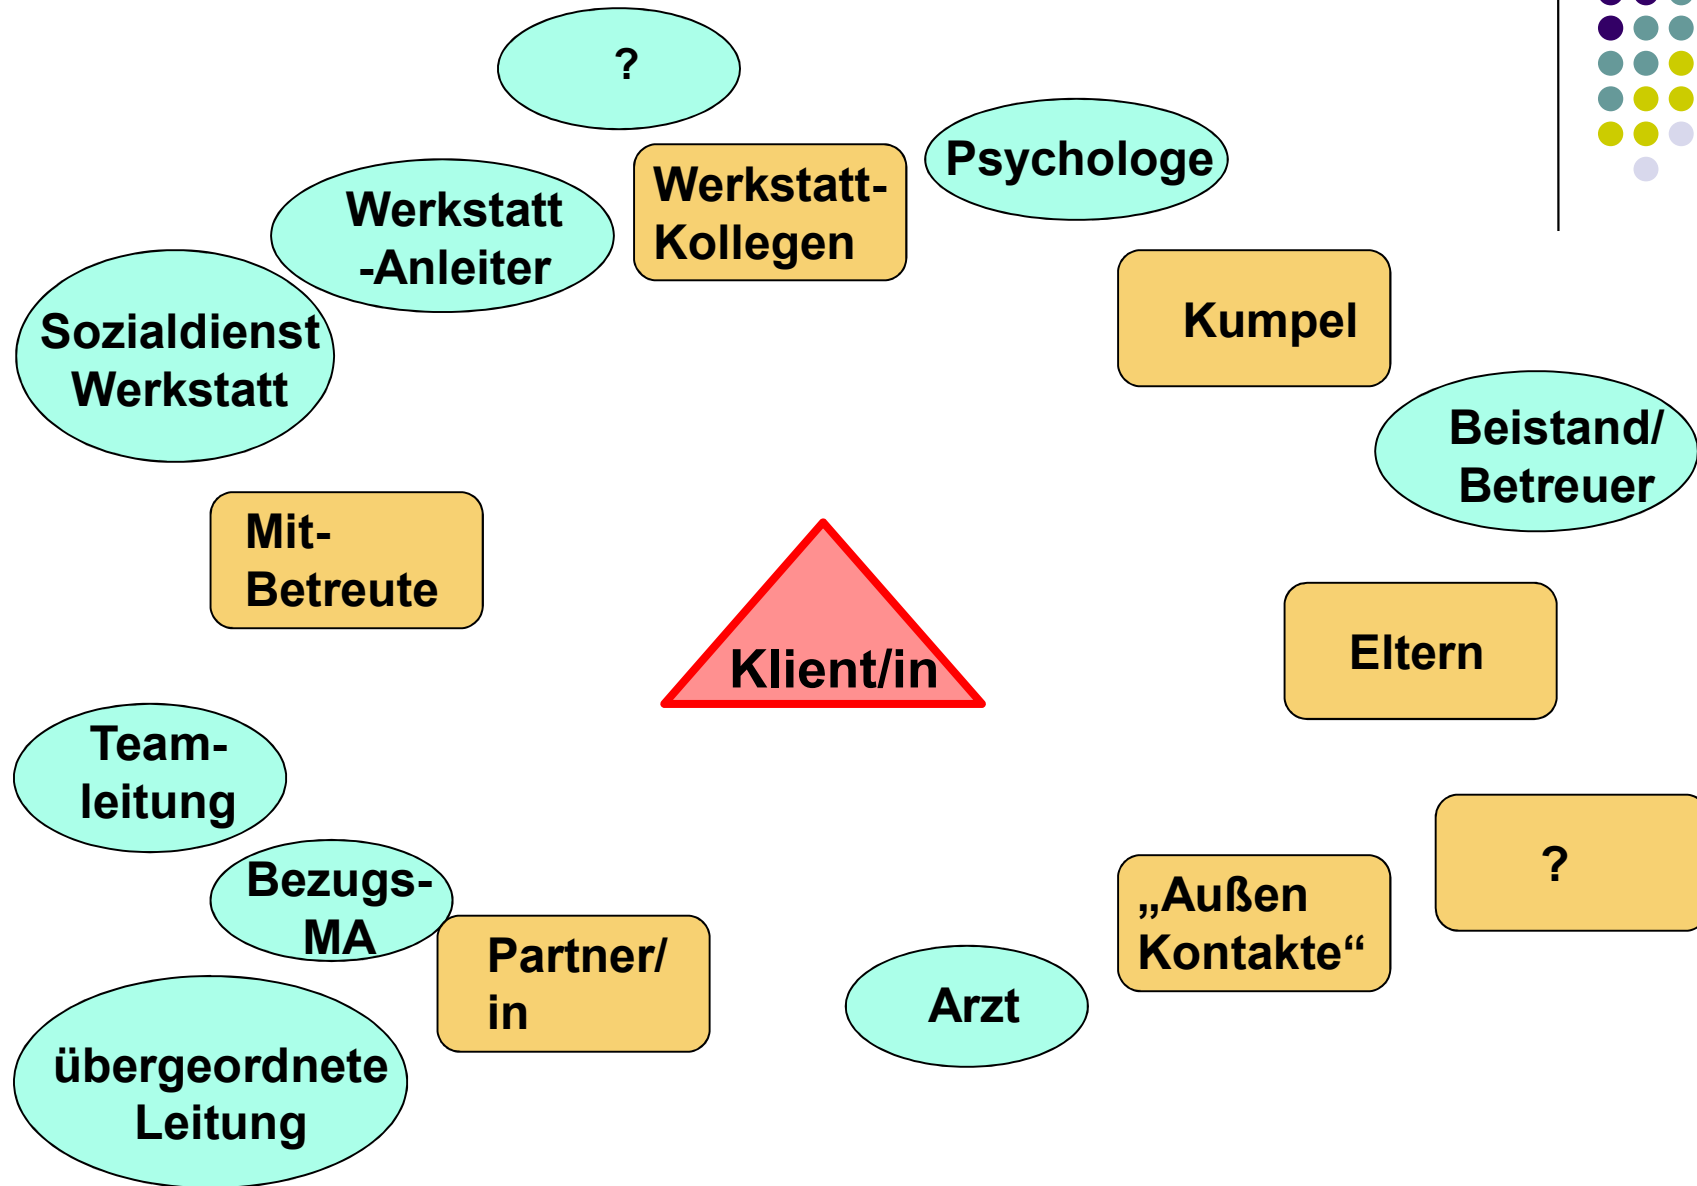 ?
Psychologe
Werkstatt-
Kollegen
Werkstatt
-Anleiter
Kumpel
Sozialdienst
Werkstatt
Beistand/
Betreuer
Mit-
Betreute
Klient/in
Eltern
Team-
leitung
?
Bezugs-
MA
„Außen
Kontakte“
Partner/
in
Arzt
übergeordnete
Leitung